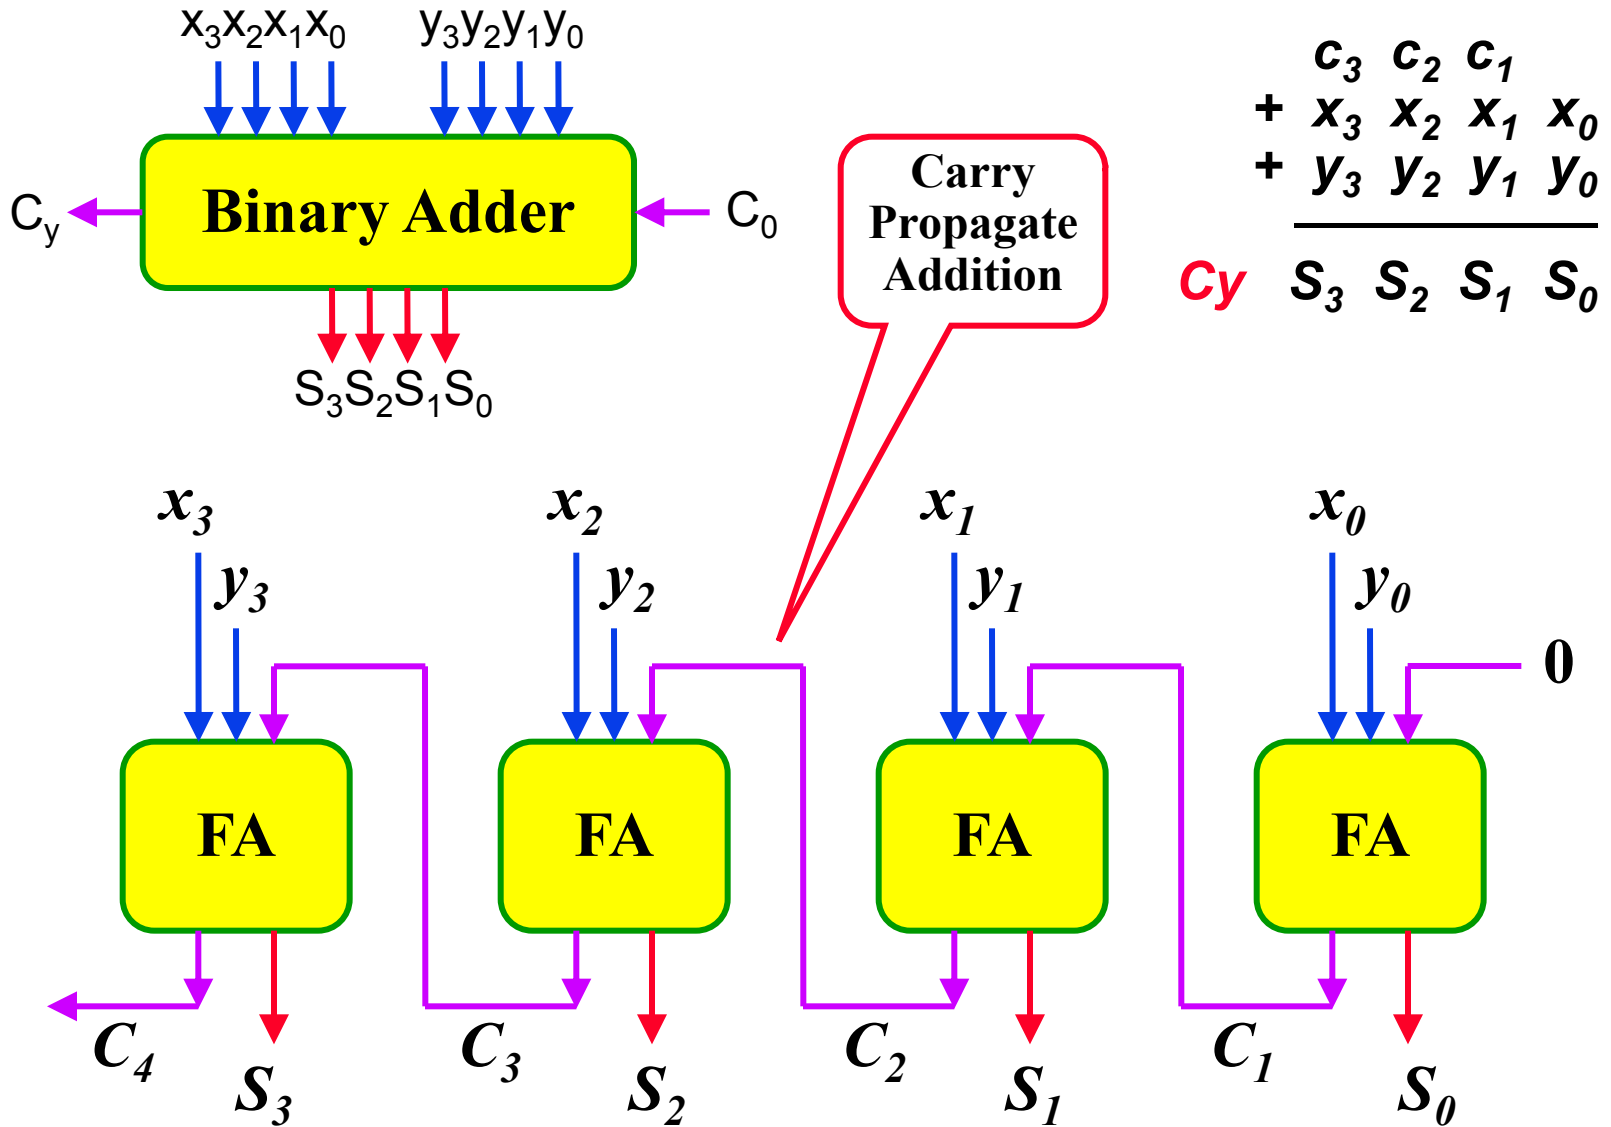 x₃x₂x₁x₀ y₃y₂y₁y₀
Binary Adder
C_y
C₀
S₃S₂S₁S₀
Carry
Propagate
Addition
c₃ c₂ c₁
+ x₃ x₂ x₁ x₀
+ y₃ y₂ y₁ y₀
Cy S₃ S₂ S₁ S₀
x₃ x₂ x₁ x₀
y₃ y₂ y₁ y₀
0
FA FA FA FA
C₄ C₃ C₂ C₁
S₃ S₂ S₁ S₀